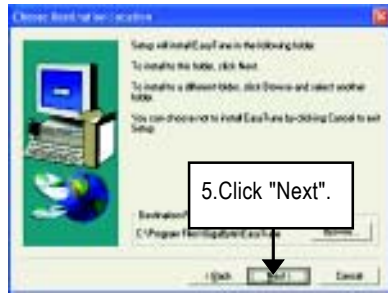 Choose Destination Location
Setup will install EasyTune in the following folder.
To install to this folder, click Next.
To install to a different folder, click Browse and select another
folder.
You can choose not to install EasyTune by clicking Cancel to exit
Setup.
5.Click "Next".
Destination
C:\Program Files\Gigabyte\EasyTune
Browse...
< Back
Next >
Cancel